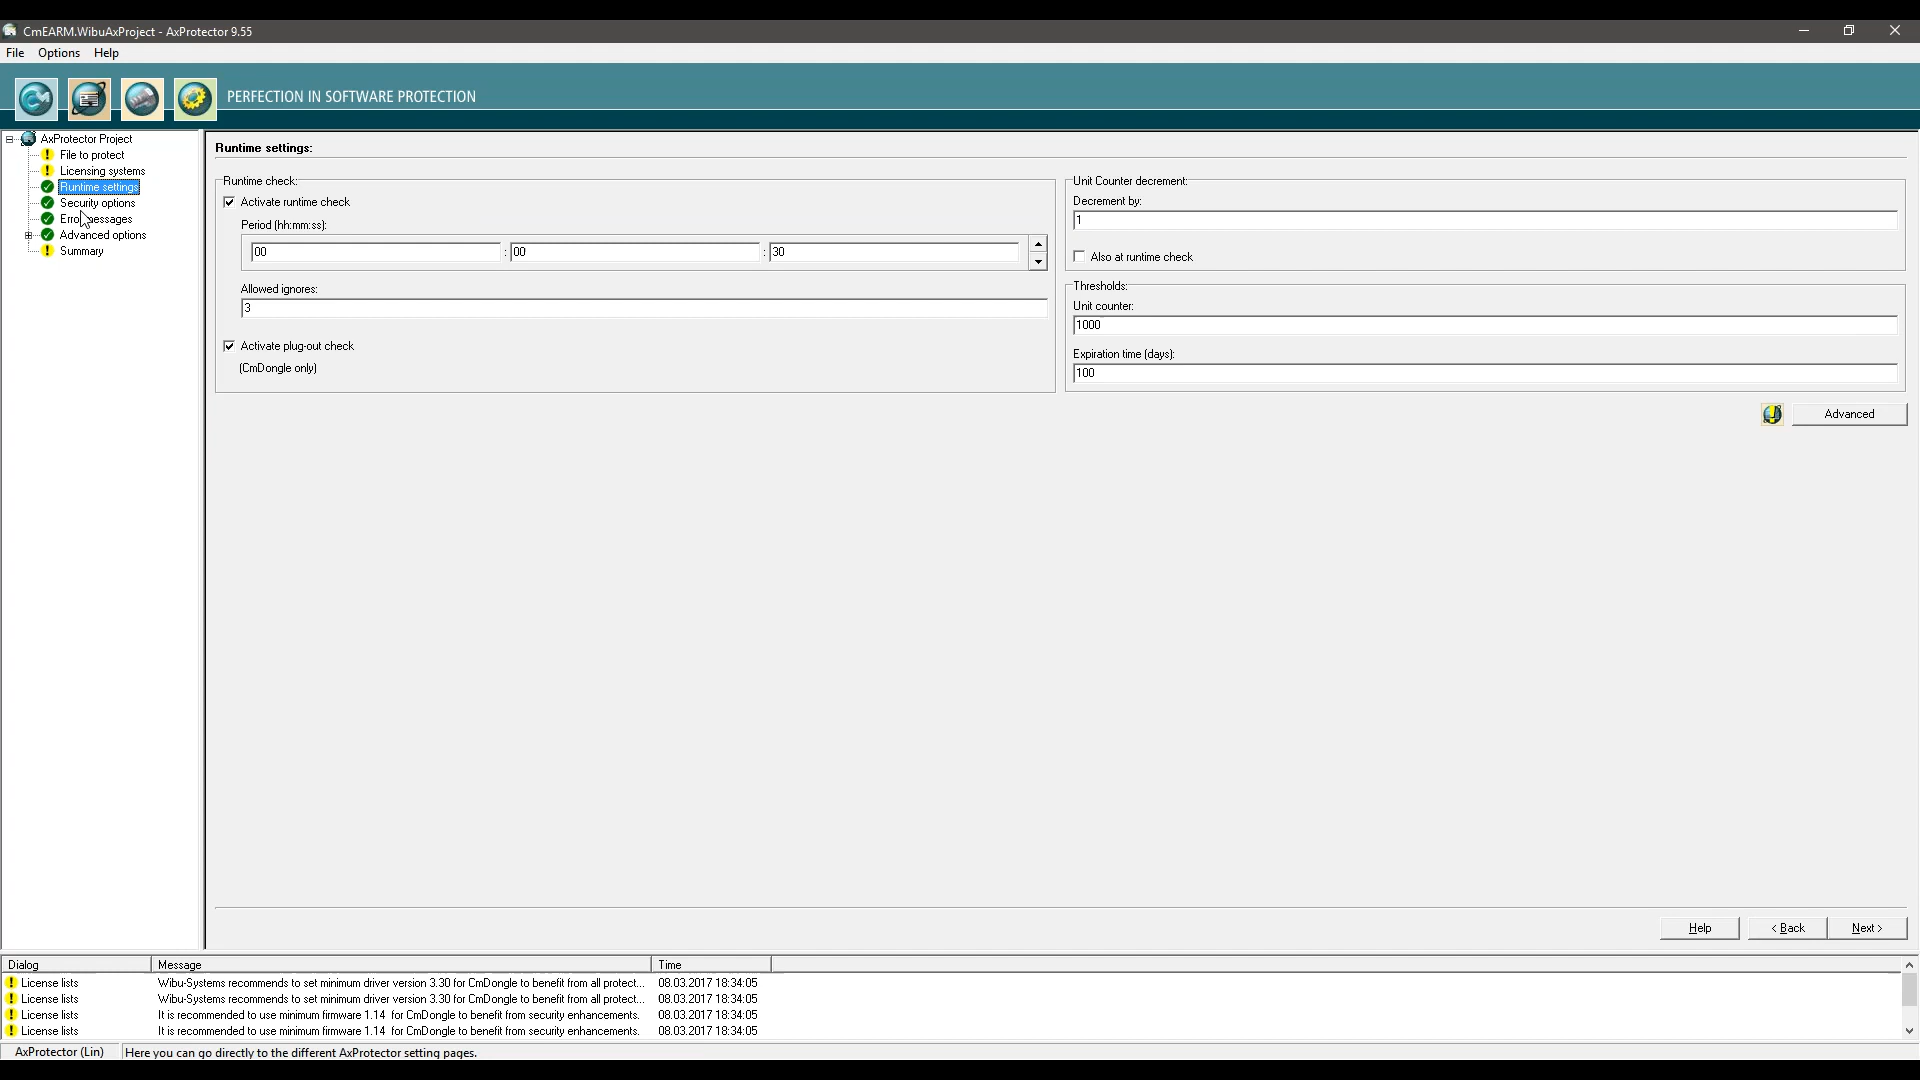 CmEARM.WibuAxProject - AxProtector 9.55
File Options Help
PERFECTION IN SOFTWARE PROTECTION
AxProtector Project
File to protect
Licensing systems
Runtime settings
Security options
Error messages
Advanced options
Summary
Runtime settings:
Runtime check:
Activate runtime check
Period (hh:mm:ss):
00 : 00 : 30
Allowed ignores:
3
Activate plug-out check
(CmDongle only)
Unit Counter decrement:
Decrement by:
1
Also at runtime check
Thresholds:
Unit counter:
1000
Expiration time (days):
100
Advanced
Help < Back Next >
Dialog Message Time
License lists Wibu-Systems recommends to set minimum driver version 3.30 for CmDongle to benefit from all protect... 08.03.2017 18:34:05
License lists Wibu-Systems recommends to set minimum driver version 3.30 for CmDongle to benefit from all protect... 08.03.2017 18:34:05
License lists It is recommended to use minimum firmware 1.14 for CmDongle to benefit from security enhancements. 08.03.2017 18:34:05
License lists It is recommended to use minimum firmware 1.14 for CmDongle to benefit from security enhancements. 08.03.2017 18:34:05
AxProtector (Lin) Here you can go directly to the different AxProtector setting pages.